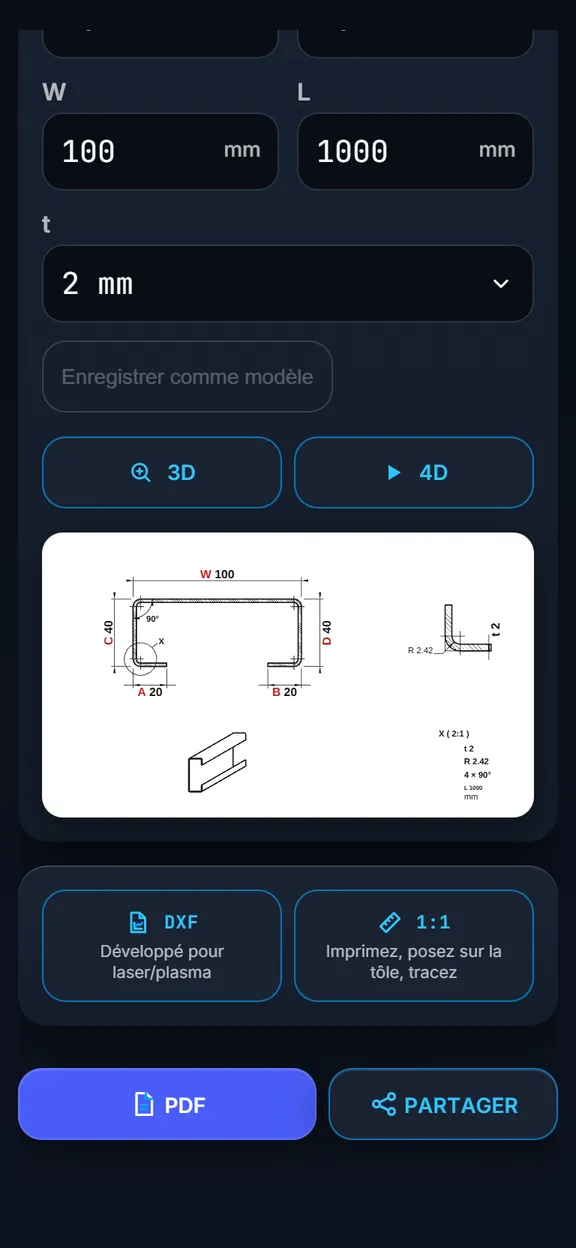 W
L
100 mm
1000 mm
t
2 mm
Enregistrer comme modèle
3D
4D
W 100
C 40
90°
X
D 40
A 20
B 20
t 2
R 2.42
X ( 2:1 )
t 2
R 2.42
4 × 90°
L 1000
mm
DXF
Développé pour
laser/plasma
1:1
Imprimez, posez sur la
tôle, tracez
PDF
PARTAGER